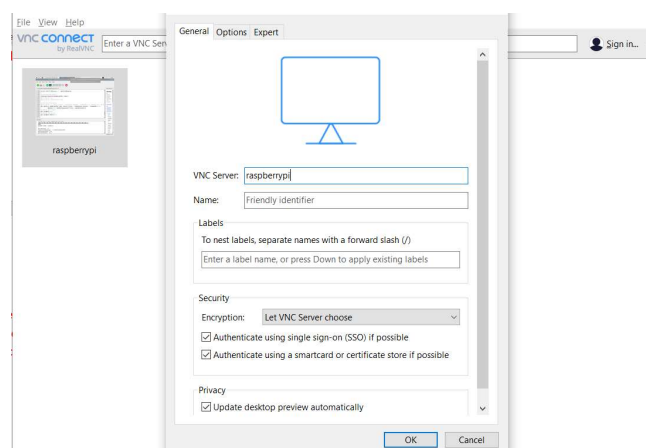 File View Help
VNC CONNECT
by RealVNC
Enter a VNC Serv
Sign in...
raspberrypi
General Options Expert
VNC Server: raspberrypi
Name: Friendly identifier
Labels
To nest labels, separate names with a forward slash (/)
Enter a label name, or press Down to apply existing labels
Security
Encryption: Let VNC Server choose
Authenticate using single sign-on (SSO) if possible
Authenticate using a smartcard or certificate store if possible
Privacy
Update desktop preview automatically
OK Cancel